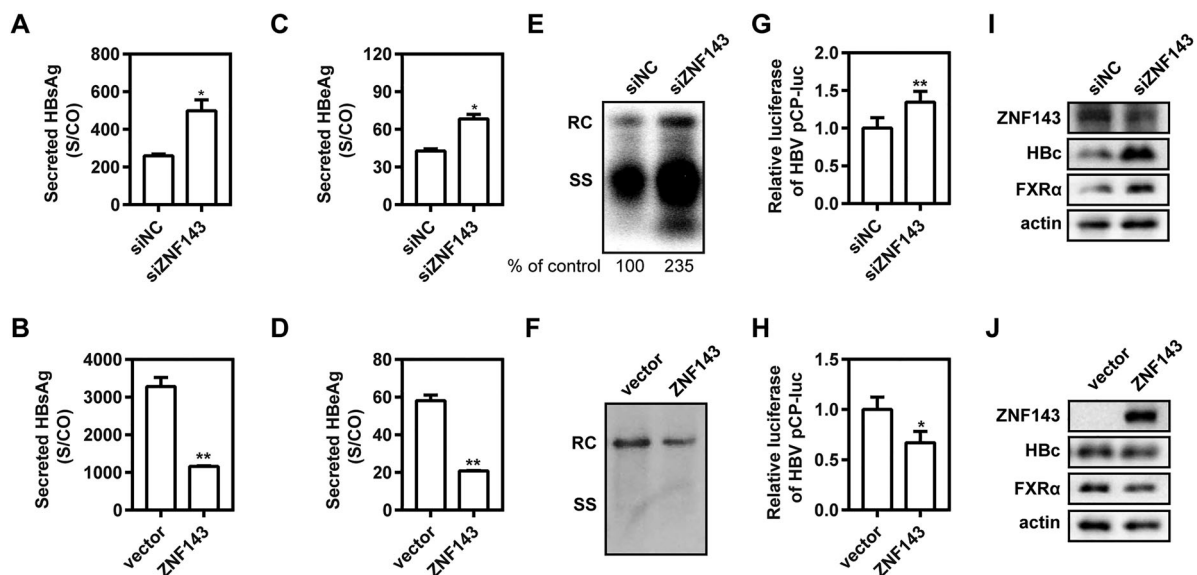 A
Secreted HBsAg
(S/CO)
800
600
400
200
0
*
siNC
siZNF143
C
Secreted HBeAg
(S/CO)
120
90
60
30
0
*
siNC
siZNF143
E
siNC
siZNF143
RC
SS
% of control 100 235
G
Relative luciferase
of HBV pCP-luc
2.0
1.5
1.0
0.5
0.0
**
siNC
siZNF143
I
siNC
siZNF143
ZNF143
HBc
FXRα
actin
B
Secreted HBsAg
(S/CO)
4000
3000
2000
1000
0
**
vector
ZNF143
D
Secreted HBeAg
(S/CO)
80
60
40
20
0
**
vector
ZNF143
F
vector
ZNF143
RC
SS
H
Relative luciferase
of HBV pCP-luc
1.5
1.0
0.5
0.0
*
vector
ZNF143
J
vector
ZNF143
ZNF143
HBc
FXRα
actin